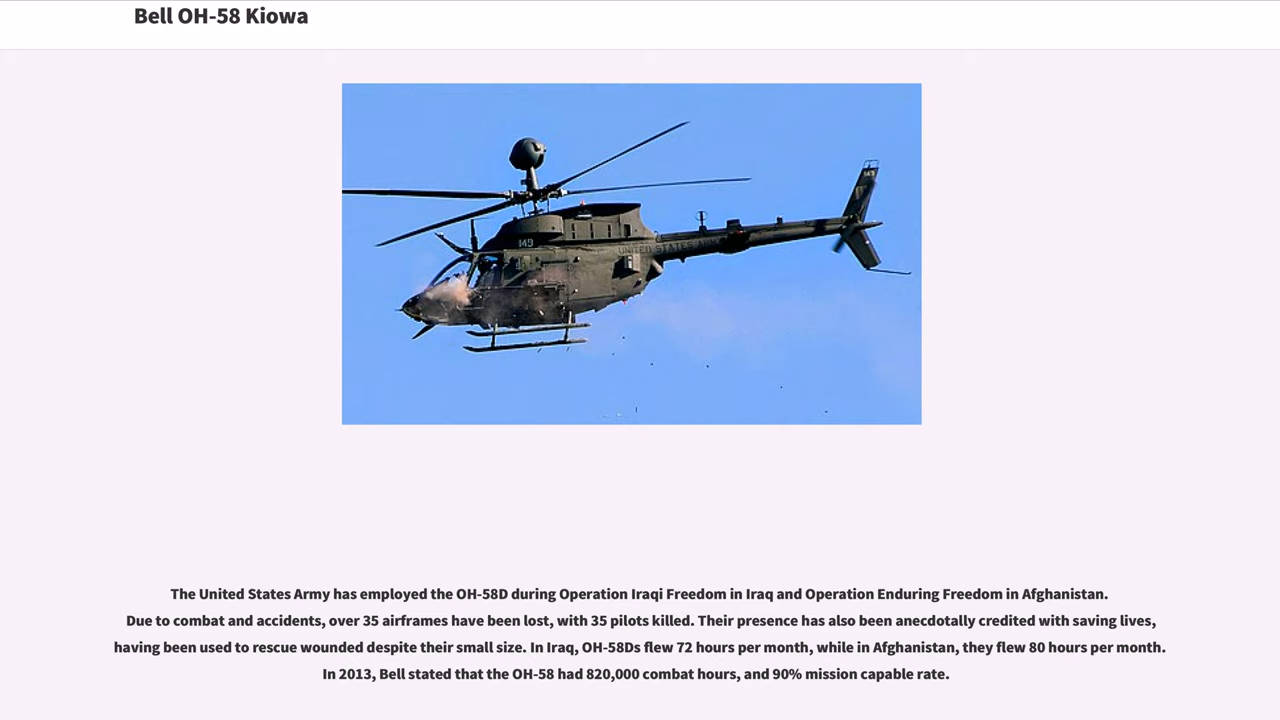 Bell OH-58 Kiowa
149
149
UNITED STATES ARMY
The United States Army has employed the OH-58D during Operation Iraqi Freedom in Iraq and Operation Enduring Freedom in Afghanistan.
Due to combat and accidents, over 35 airframes have been lost, with 35 pilots killed. Their presence has also been anecdotally credited with saving lives,
having been used to rescue wounded despite their small size. In Iraq, OH-58Ds flew 72 hours per month, while in Afghanistan, they flew 80 hours per month.
In 2013, Bell stated that the OH-58 had 820,000 combat hours, and 90% mission capable rate.